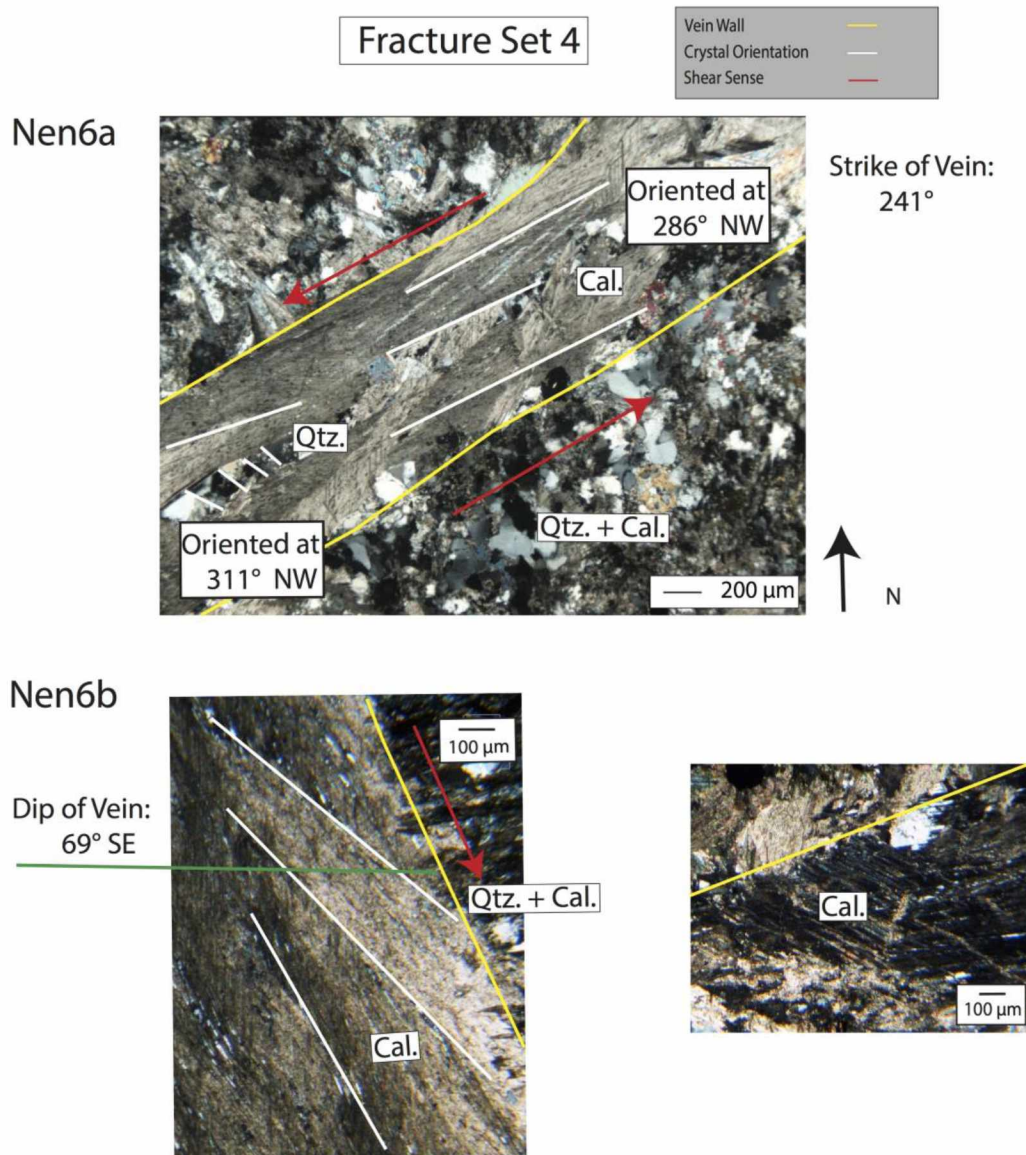 Fracture Set 4
Vein Wall
Crystal Orientation
Shear Sense
Nen6a
Strike of Vein:
241°
Oriented at
286° NW
Cal.
Qtz.
Qtz. + Cal.
Oriented at
311° NW
200 µm
N
Nen6b
100 µm
Dip of Vein:
69° SE
Qtz. + Cal.
Cal.
Cal.
100 µm